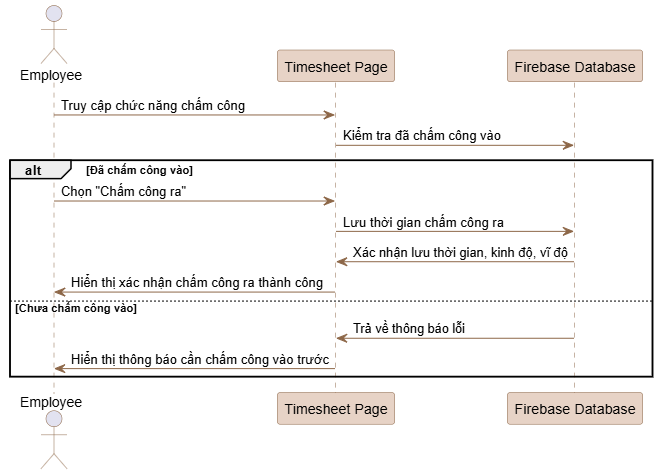 Employee
Timesheet Page
Firebase Database
Truy cập chức năng chấm công
Kiểm tra đã chấm công vào
alt
[Đã chấm công vào]
Chọn "Chấm công ra"
Lưu thời gian chấm công ra
Xác nhận lưu thời gian, kinh độ, vĩ độ
Hiển thị xác nhận chấm công ra thành công
[Chưa chấm công vào]
Trả về thông báo lỗi
Hiển thị thông báo cần chấm công vào trước
Employee
Timesheet Page
Firebase Database